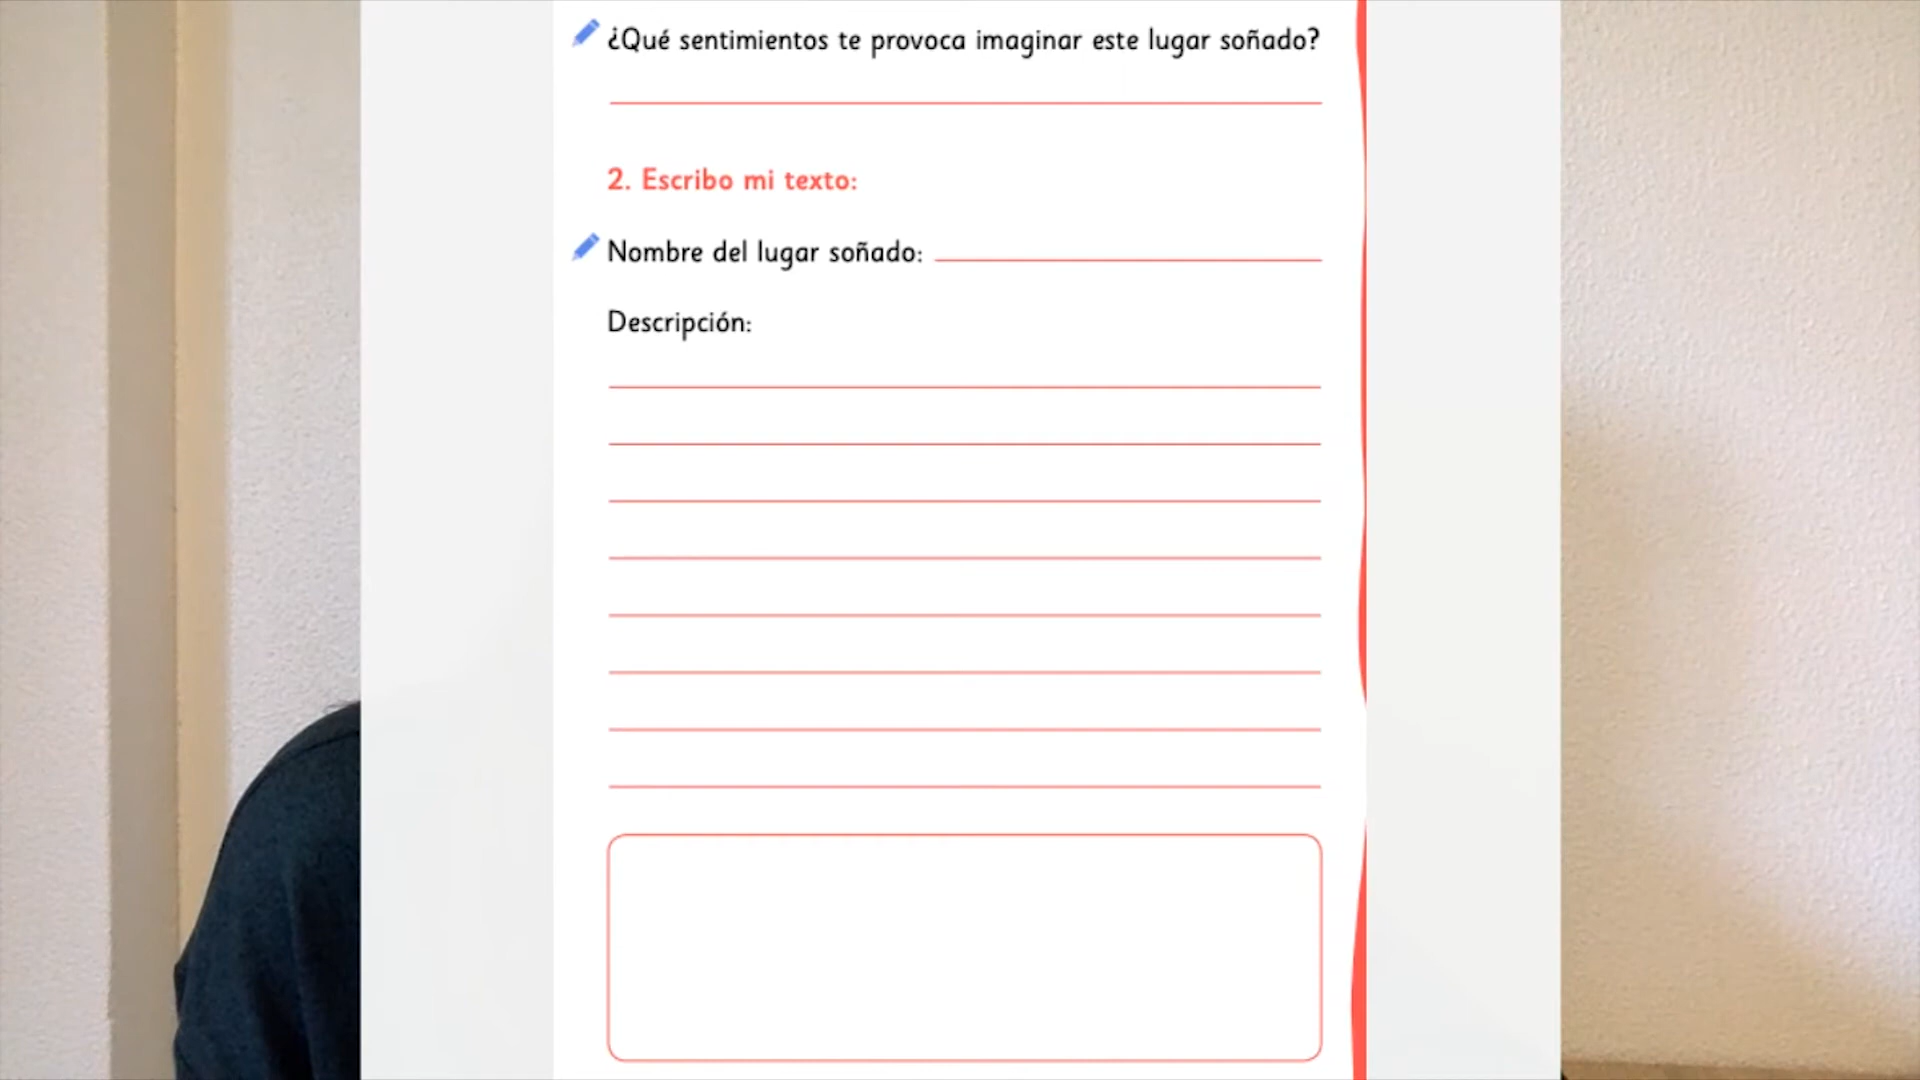 ¿Qué sentimientos te provoca imaginar este lugar soñado?
2. Escribo mi texto:
Nombre del lugar soñado:
Descripción: